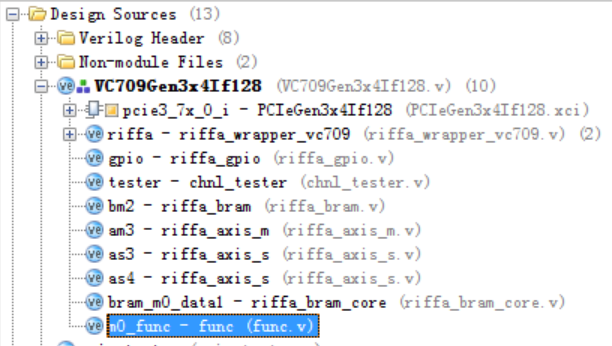 Design Sources (13)
Verilog Header (8)
Non-module Files (2)
VC709Gen3x4If128 (VC709Gen3x4If128.v) (10)
pcie3_7x_0_i - PCIeGen3x4If128 (PCIeGen3x4If128.xci)
riffa - riffa_wrapper_vc709 (riffa_wrapper_vc709.v) (2)
gpio - riffa_gpio (riffa_gpio.v)
tester - chnl_tester (chnl_tester.v)
bm2 - riffa_bram (riffa_bram.v)
am3 - riffa_axis_m (riffa_axis_m.v)
as3 - riffa_axis_s (riffa_axis_s.v)
as4 - riffa_axis_s (riffa_axis_s.v)
bram_m0_data1 - riffa_bram_core (riffa_bram_core.v)
m0_func - func (func.v)